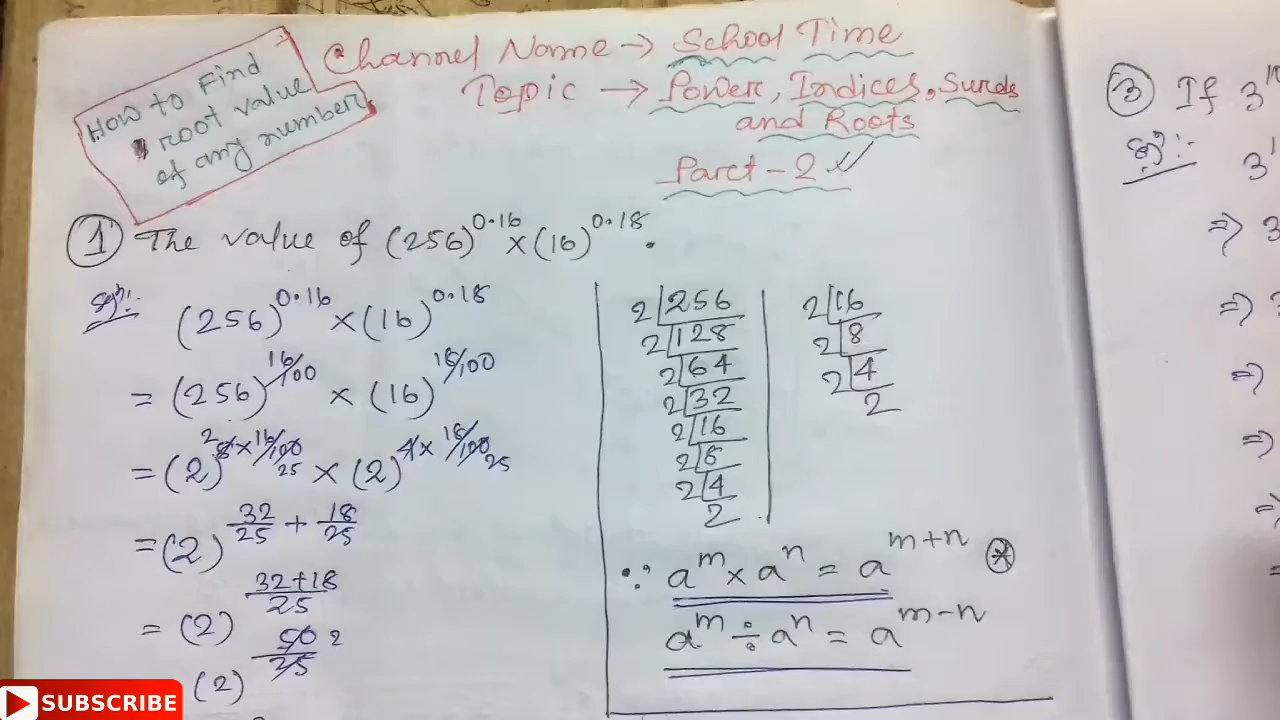 Channel Name → School Time
Topic → Power, Indices, Surds
and Roots
Part - 2 ✓
How to Find
root value
of any number
① The value of (256)^0.16 × (16)^0.18 .
Sol^n:- (256)^0.16 × (16)^0.18
= (256)^16/100 × (16)^18/100
= (2)^8 × 16/100 × (2)^4 × 18/100
2 25 25
= (2)^32/25 + 18/25
= (2)^32+18/25
(2)^50/25 2
2 256
2 128
2 64
2 32
2 16
2 8
2 4
2
2 16
2 8
2 4
2
∵ a^m × a^n = a^m+n ⊛
a^m ÷ a^n = a^m-n
③ If 3
Sol^n:- 3
⇒ 3
⇒
⇒
⇒
⇒
SUBSCRIBE